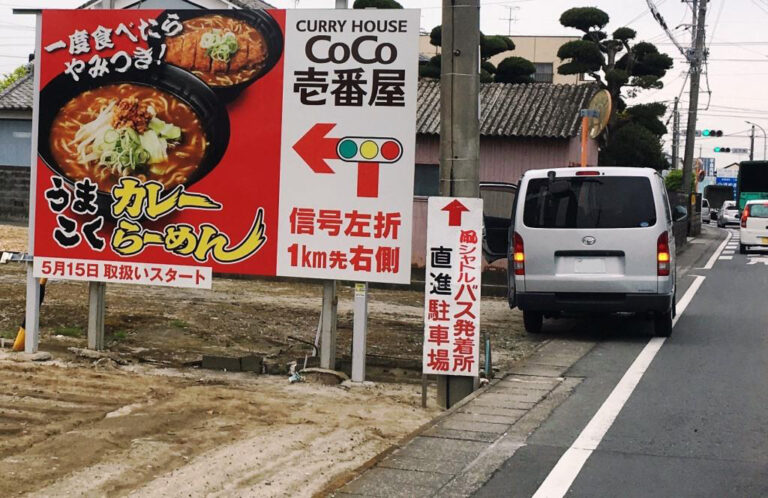 一度食べたら
やみつき!
うま
こく
カレー
らーめん
5月15日 取扱いスタート
CURRY HOUSE
CoCo
壱番屋
信号左折
1km先右側
シャトルバス発着所
直進駐車場